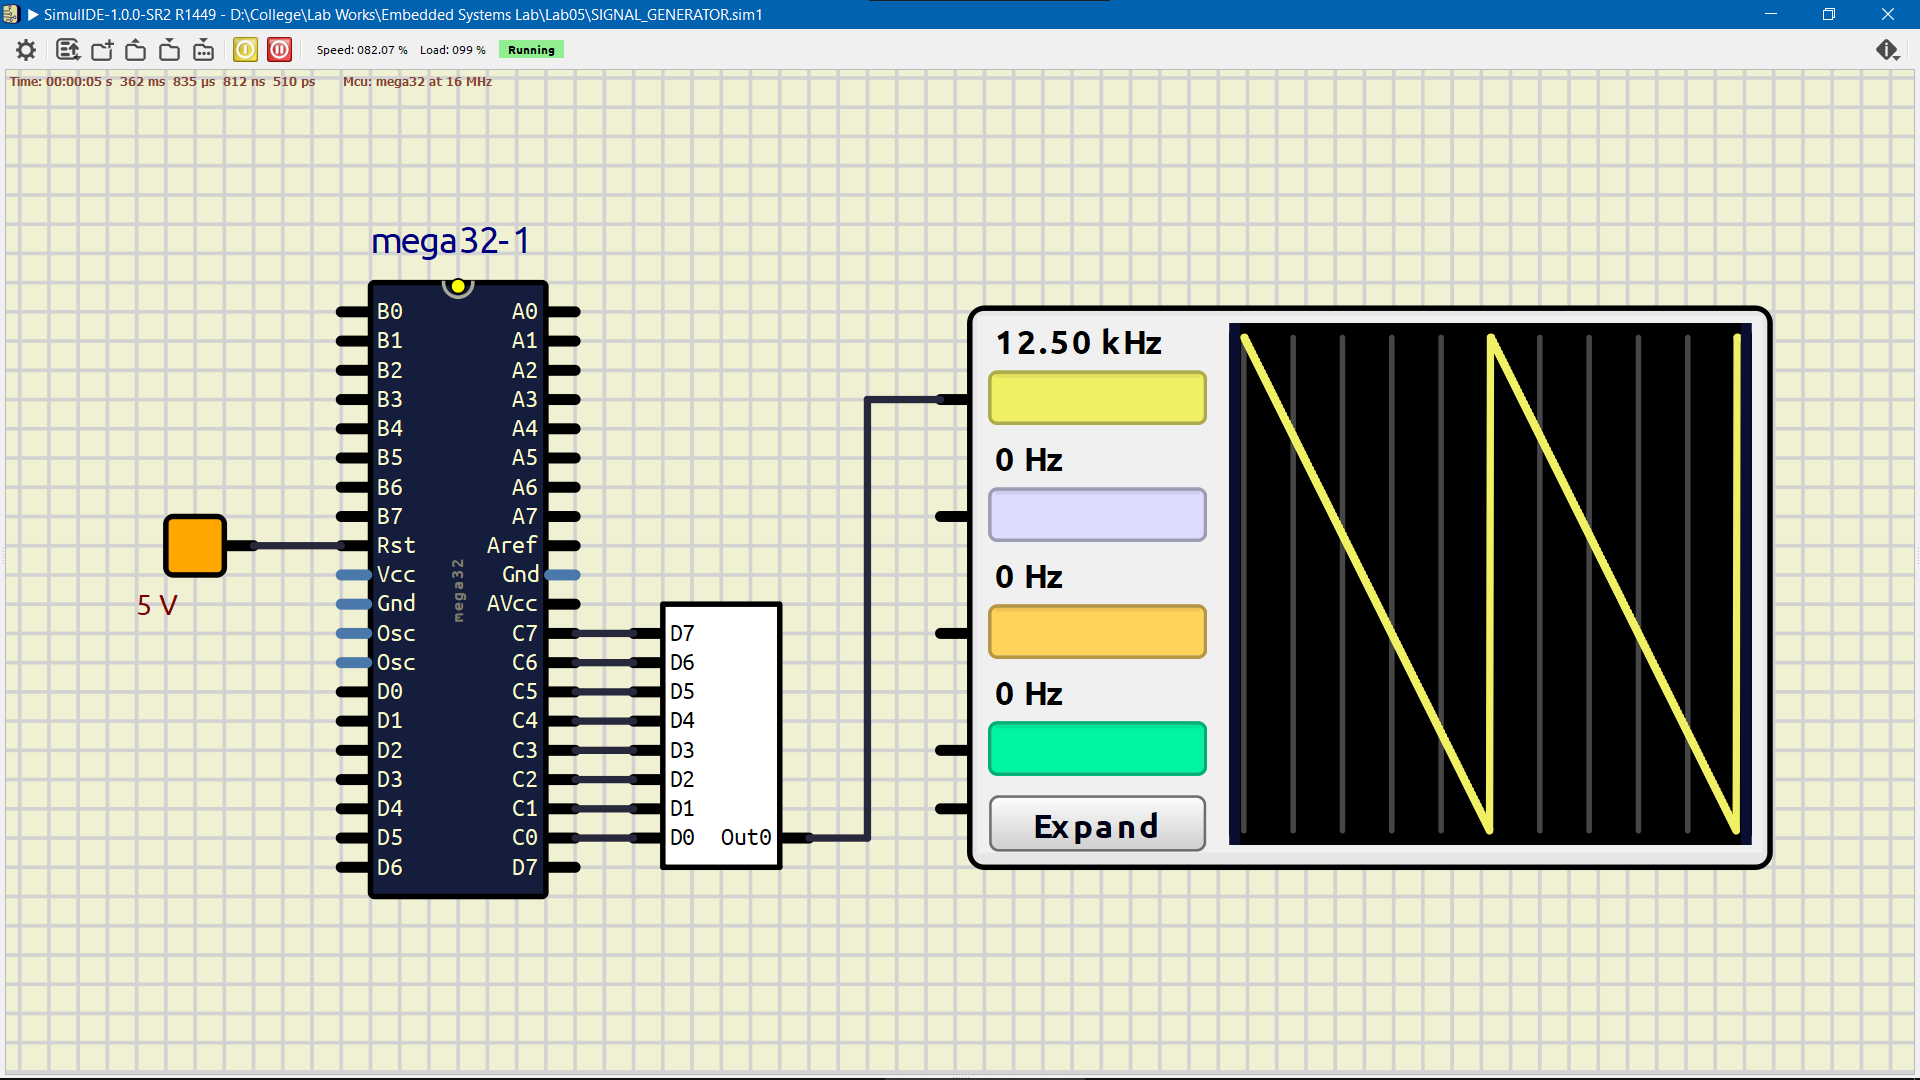 SimulIDE-1.0.0-SR2 R1449 - D:\College\Lab Works\Embedded Systems Lab\Lab05\SIGNAL_GENERATOR.sim1
Speed: 082.07 % Load: 099 % Running
Time: 00:00:05 s 362 ms 835 µs 812 ns 510 ps Mcu: mega32 at 16 MHz
mega32-1
B0 A0
B1 A1
B2 A2
B3 A3
B4 A4
B5 A5
B6 A6
B7 A7
Rst Aref
Vcc Gnd
Gnd AVcc
Osc C7
Osc C6
D0 C5
D1 C4
D2 C3
D3 C2
D4 C1
D5 C0
D6 D7
mega32
5 V
D7
D6
D5
D4
D3
D2
D1
D0 Out0
12.50 kHz
0 Hz
0 Hz
0 Hz
Expand